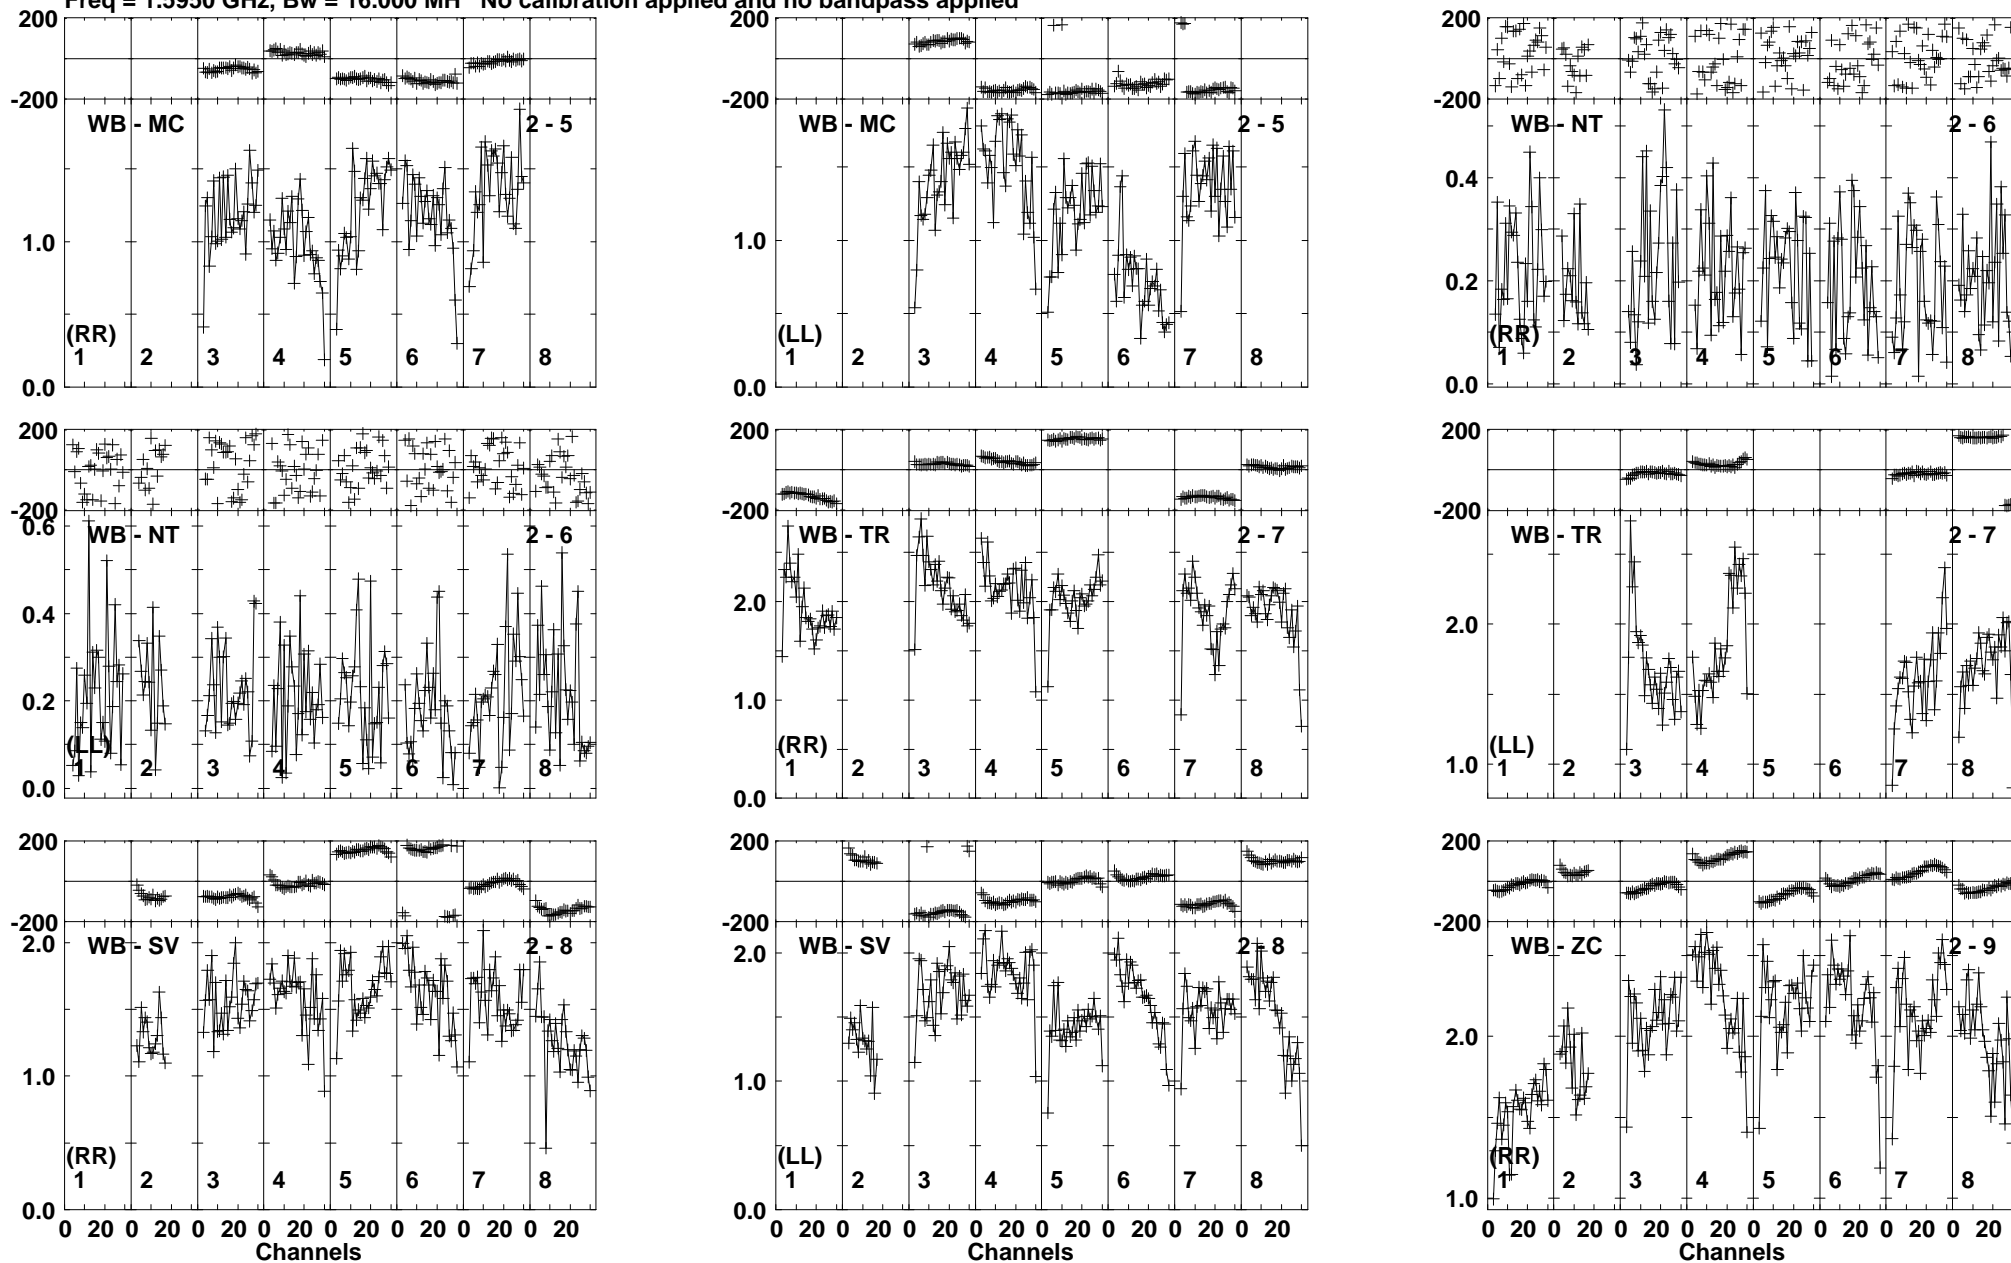 Freq = 1.5950 GHz, Bw = 16.000 MH No calibration applied and no bandpass applied
200 200 200
-200 -200 -200
WB - MC 2 - 5 WB - MC 2 - 5 WB - NT 2 - 6
0.4
1.0 1.0
0.2
(RR) (LL) (RR)
1 2 3 4 5 6 7 8 1 2 3 4 5 6 7 8 1 2 3 4 5 6 7 8
0.0 0.0 0.0
200 200 200
-200 -200 -200
0.6
WB - NT 2 - 6 WB - TR 2 - 7 WB - TR 2 - 7
0.4 2.0 2.0
0.2 1.0
(LL) (RR) (LL)
1 2 3 4 5 6 7 8 1 2 3 4 5 6 7 8 1 2 3 4 5 6 7 8
1.0
0.0 0.0
200 200 200
-200 -200 -200
WB - SV 2 - 8 WB - SV 2 - 8 WB - ZC 2 - 9
2.0 2.0 2.0
1.0 1.0
(RR) (LL) (RR)
1 2 3 4 5 6 7 8 1 2 3 4 5 6 7 8 1 2 3 4 5 6 7 8
0.0 0.0 1.0
0 20 0 20 0 20 0 20 0 20 0 20 0 20 0 20 0 20 0 20 0 20 0 20 0 20 0 20 0 20 0 20 0 20 0 20 0 20 0 20 0 20 0 20 0 20 0 20
Channels Channels Channels